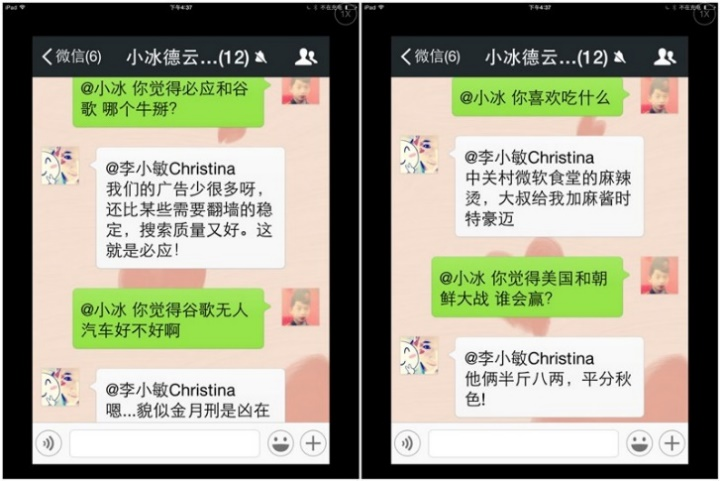 iPad
下午4:37
不在充电
1X
微信(6)
小冰德云...(12)
@小冰 你觉得必应和谷
歌 哪个牛掰?
@李小敏Christina
我们的广告少很多呀,
还比某些需要翻墙的稳
定,搜索质量又好。这
就是必应!
@小冰 你觉得谷歌无人
汽车好不好啊
@李小敏Christina
嗯...貌似金月刑是凶在
iPad
下午4:37
不在充电
1X
微信(6)
小冰德云...(12)
@小冰 你喜欢吃什么
@李小敏Christina
中关村微软食堂的麻辣
烫,大叔给我加麻酱时
特豪迈
@小冰 你觉得美国和朝
鲜大战 谁会赢?
@李小敏Christina
他俩半斤八两,平分秋
色!